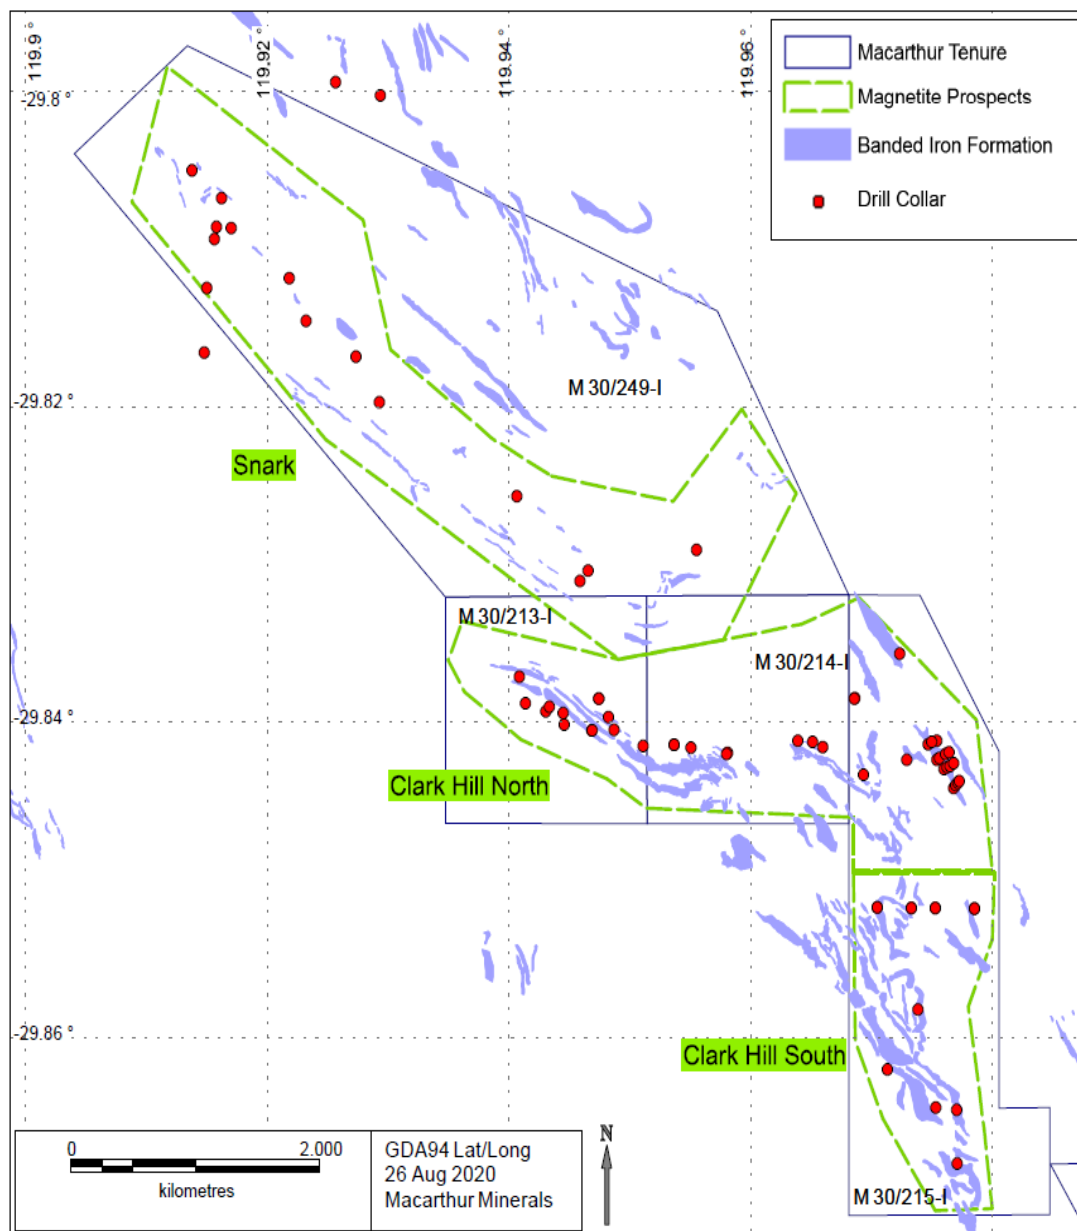 119.9
119.92 °
119.94 °
119.96 °
Macarthur Tenure
Magnetite Prospects
Banded Iron Formation
Drill Collar
-29.8 °
M 30/249-I
-29.82 °
Snark
M 30/213-I
M 30/214-I
-29.84 °
Clark Hill North
-29.86 °
Clark Hill South
0 2.000
kilometres
GDA94 Lat/Long
26 Aug 2020
Macarthur Minerals
N
M 30/215-I